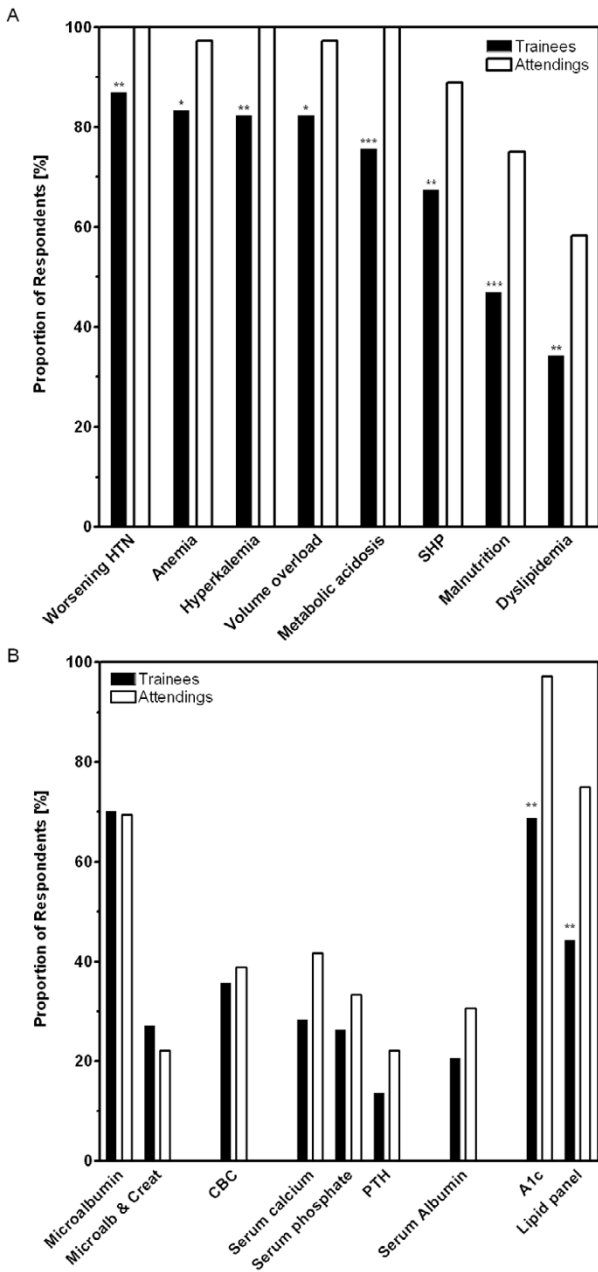 A
Proportion of Respondents [%]
100
80
60
40
20
0
Trainees
Attendings
**
*
**
*
***
**
***
**
Worsening HTN
Anemia
Hyperkalemia
Volume overload
Metabolic acidosis
SHP
Malnutrition
Dyslipidemia
B
Proportion of Respondents [%]
100
80
60
40
20
0
Trainees
Attendings
**
**
Microalbumin
Microalb & Creat
CBC
Serum calcium
Serum phosphate
PTH
Serum Albumin
A1c
Lipid panel